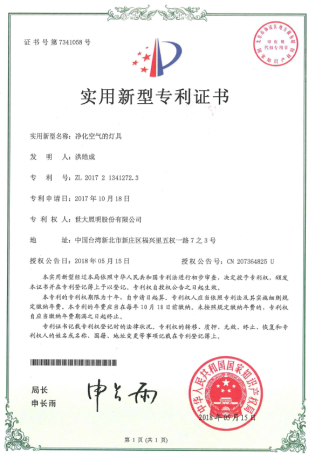 证书号第7341058号
实用新型专利证书
实用新型名称：净化空气的灯具
发 明 人：洪皓成
专 利 号：ZL 2017 2 1341272.3
专利申请日：2017年10月18日
专 利 权 人：世大照明股份有限公司
地 址：中国台湾新北市新庄区福兴里五权一路7之3号
授权公告日：2018年05月15日 授权公告号：CN 207364825 U
本实用新型经过本局依照中华人民共和国专利法进行初步审查，决定授予专利权，颁发
本证书并在专利登记簿上予以登记。专利权自授权公告之日起生效。
本专利的专利权期限为十年，自申请日起算。专利权人应当依照专利法及其实施细则规
定缴纳年费。本专利的年费应当在每年10月18日前缴纳。未按照规定缴纳年费的，专利权自
应当缴纳年费期满之日起终止。
专利证书记载专利权登记时的法律状况。专利权的转移、质押、无效、终止、恢复和专利
权人的姓名或名称、国籍、地址变更等事项记载在专利登记簿上。
局长
申长雨
申长雨
中华人民共和国国家知识产权局
2018年05月15日
第1页(共1页)